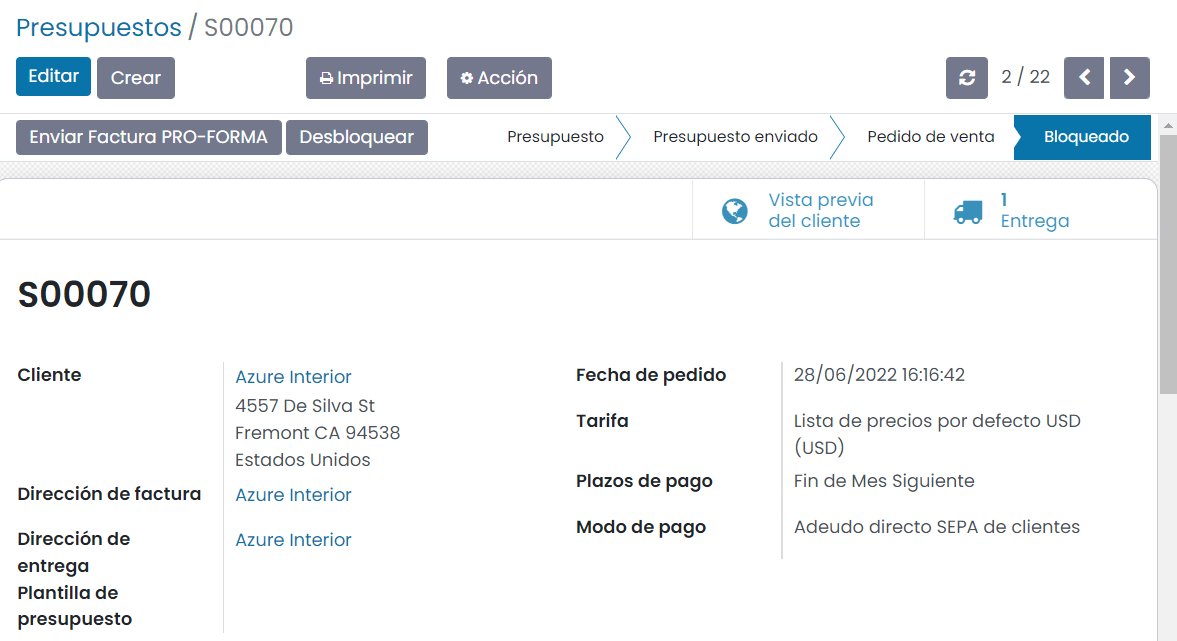 Presupuestos / S00070
Editar Crear Imprimir Acción 2 / 22
Enviar Factura PRO-FORMA Desbloquear Presupuesto Presupuesto enviado Pedido de venta Bloqueado
Vista previa
del cliente
1
Entrega
S00070
Cliente
Azure Interior
4557 De Silva St
Fremont CA 94538
Estados Unidos
Dirección de factura
Azure Interior
Dirección de
entrega
Azure Interior
Plantilla de
presupuesto
Fecha de pedido
28/06/2022 16:16:42
Tarifa
Lista de precios por defecto USD
(USD)
Plazos de pago
Fin de Mes Siguiente
Modo de pago
Adeudo directo SEPA de clientes